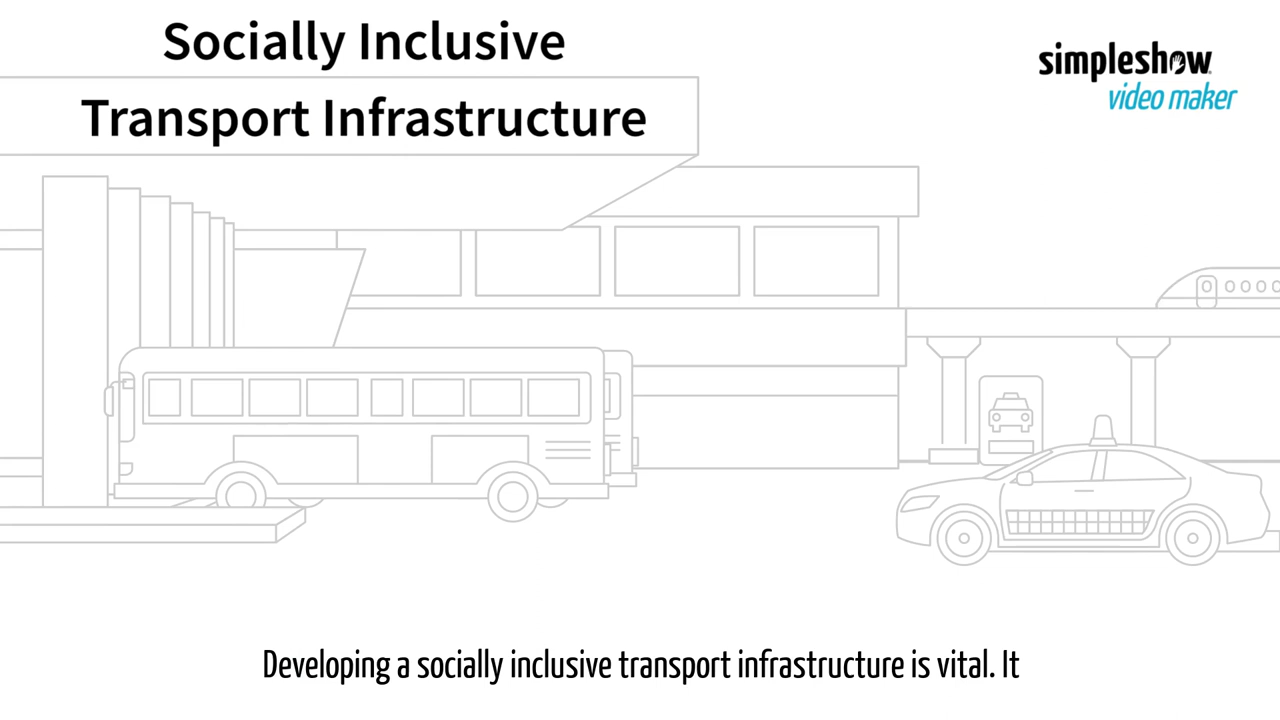 Socially Inclusive
Transport Infrastructure
simpleshow
video maker
Developing a socially inclusive transport infrastructure is vital. It